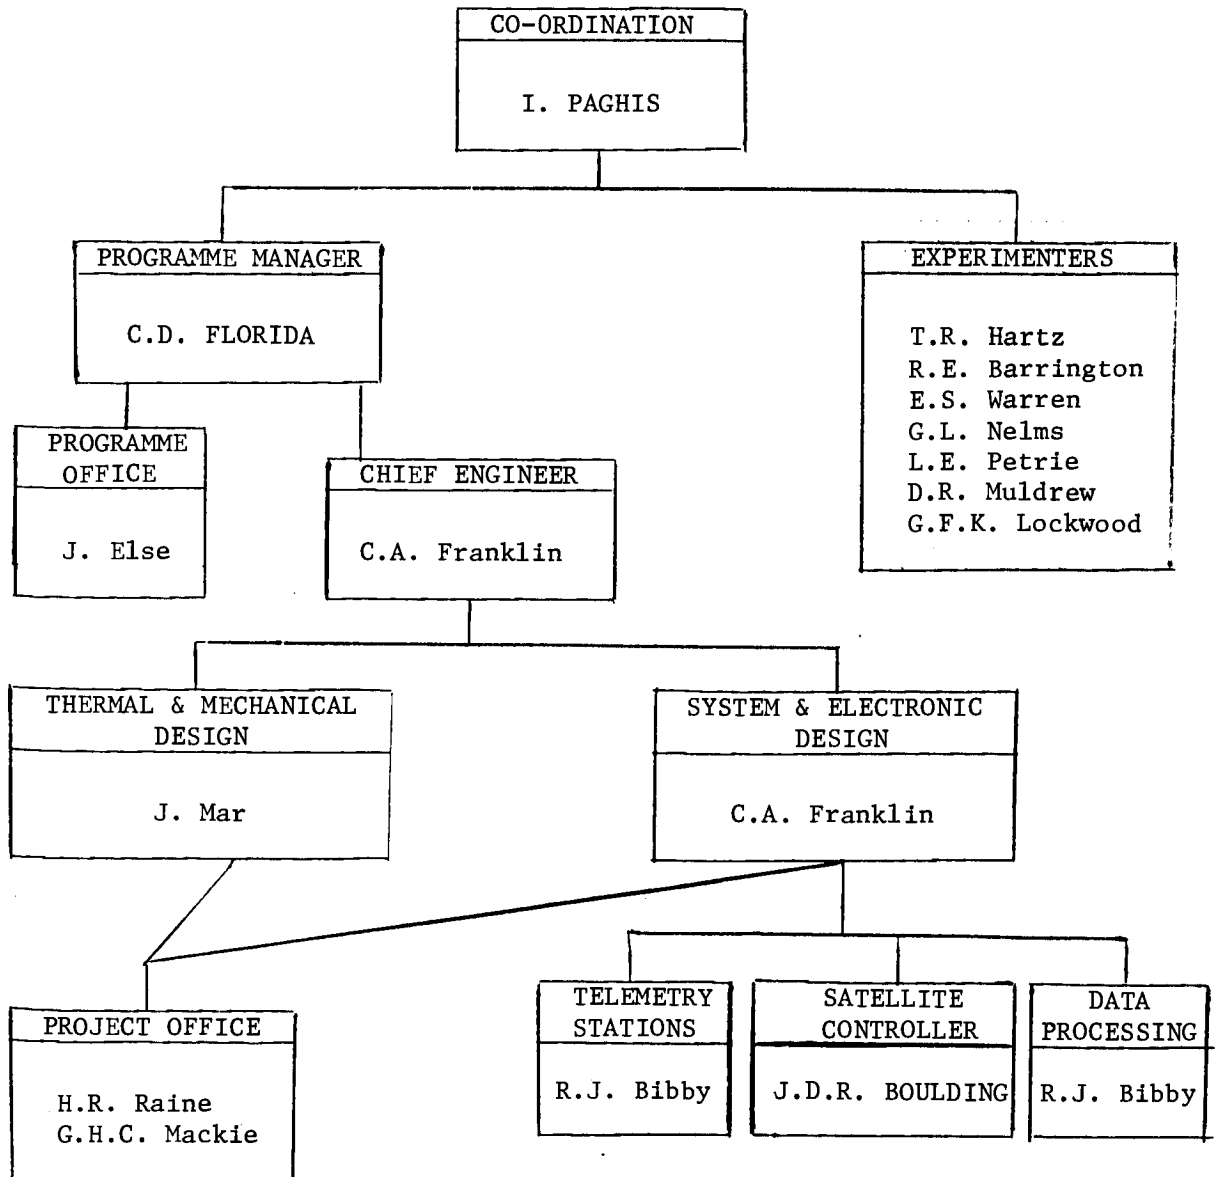 CO-ORDINATION
I. PAGHIS
PROGRAMME MANAGER
C.D. FLORIDA
EXPERIMENTERS
T.R. Hartz
R.E. Barrington
E.S. Warren
G.L. Nelms
L.E. Petrie
D.R. Muldrew
G.F.K. Lockwood
PROGRAMME
OFFICE
J. Else
CHIEF ENGINEER
C.A. Franklin
THERMAL & MECHANICAL
DESIGN
J. Mar
SYSTEM & ELECTRONIC
DESIGN
C.A. Franklin
PROJECT OFFICE
H.R. Raine
G.H.C. Mackie
TELEMETRY
STATIONS
R.J. Bibby
SATELLITE
CONTROLLER
J.D.R. BOULDING
DATA
PROCESSING
R.J. Bibby